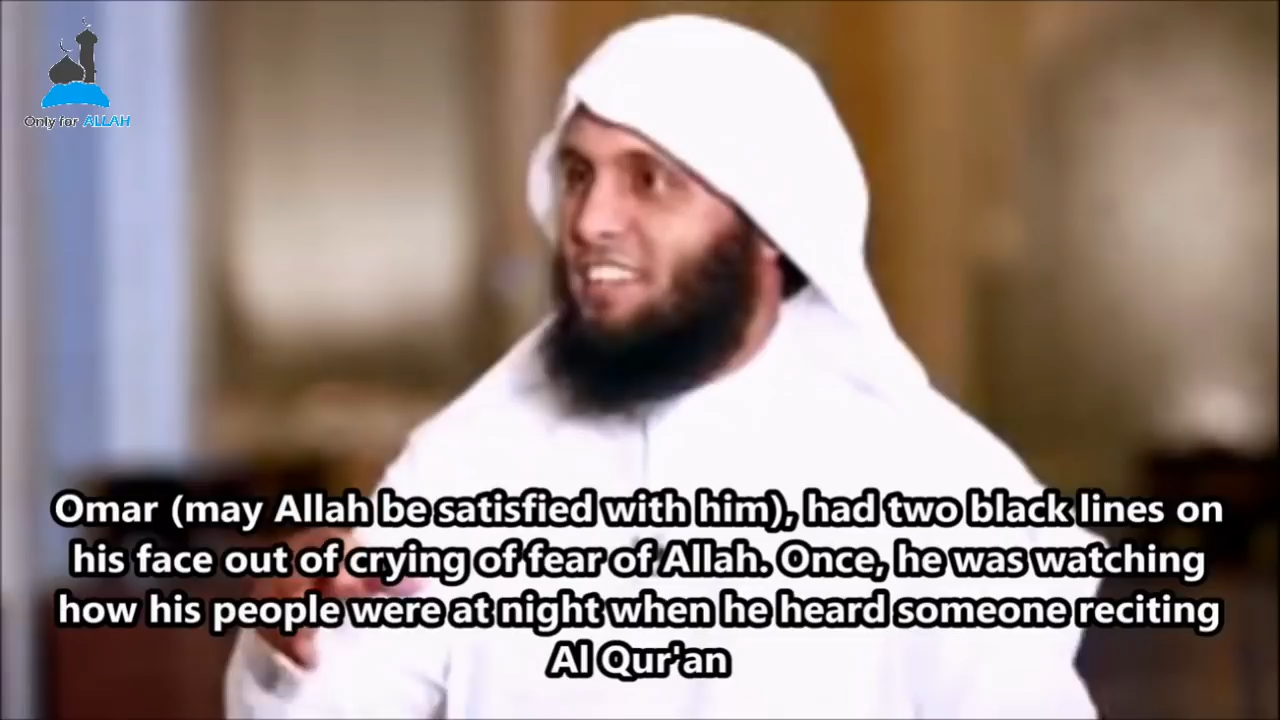 Only for ALLAH
Omar (may Allah be satisfied with him), had two black lines on
his face out of crying of fear of Allah. Once, he was watching
how his people were at night when he heard someone reciting
Al Qur'an